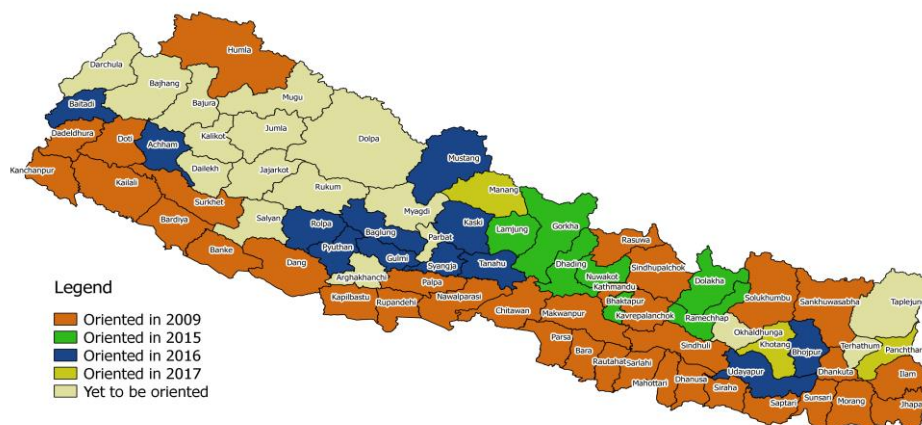 Humla
Darchula
Bajhang
Baitadi
Bajura
Mugu
Dadeldhura
Doti
Achham
Kalikot
Jumla
Dolpa
Kanchanpur
Kailali
Dailekh
Jajarkot
Mustang
Surkhet
Rukum
Manang
Bardiya
Salyan
Rolpa
Myagdi
Kaski
Lamjung
Gorkha
Banke
Baglung
Parbat
Rasuwa
Dang
Pyuthan
Gulmi
Syangja
Tanahu
Dhading
Nuwakot
Sindhupalchok
Dolakha
Arghakhanchi
Palpa
Kathmandu
Solukhumbu
Sankhuwasabha
Taplejung
Kapilbastu
Rupandehi
Nawalparasi
Chitawan
Makwanpur
Bhaktapur
Kavrepalanchok
Ramechhap
Okhaldhunga
Khotang
Bhojpur
Terhathum
Panchthar
Parsa
Bara
Rautahat
Sarlahi
Sindhuli
Udayapur
Dhankuta
Ilam
Mahottari
Dhanusa
Siraha
Saptari
Sunsari
Morang
Jhapa
Legend
Oriented in 2009
Oriented in 2015
Oriented in 2016
Oriented in 2017
Yet to be oriented